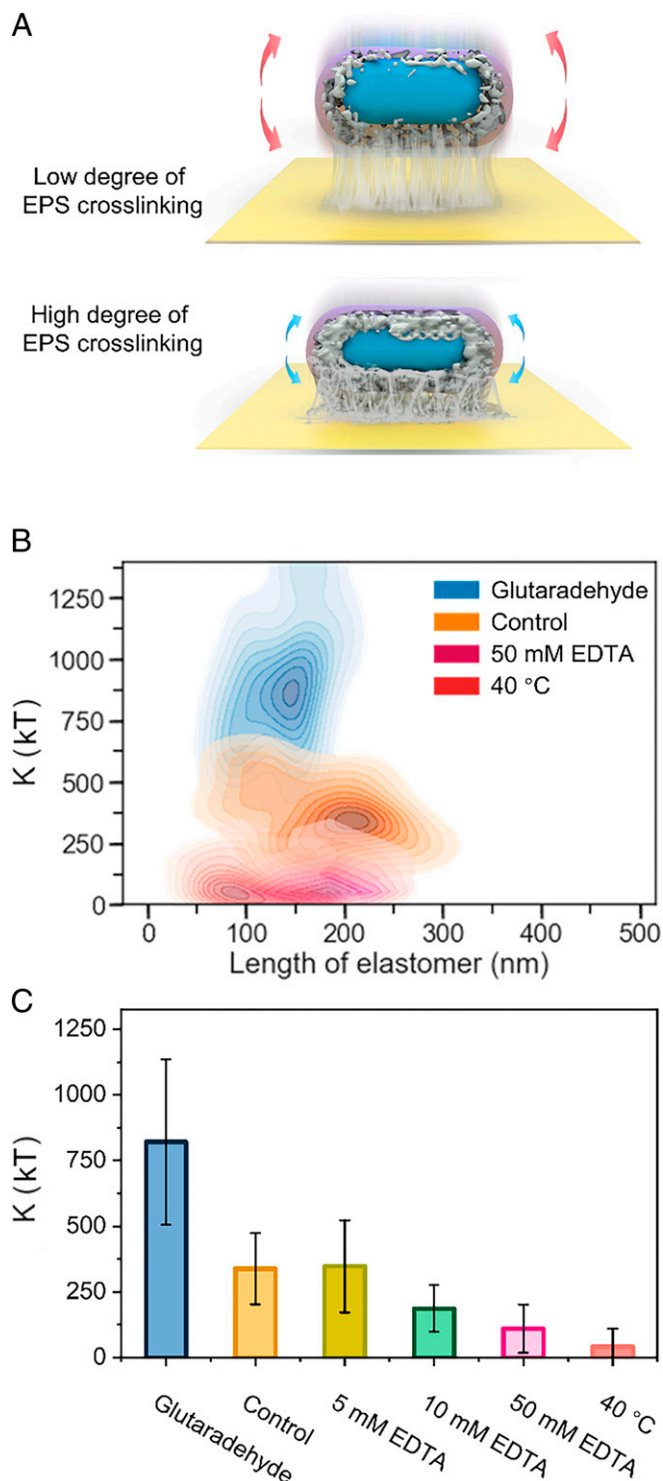 A
Low degree of
EPS crosslinking
High degree of
EPS crosslinking
B
K (kT)
1250
1000
750
500
250
0
Glutaradehyde
Control
50 mM EDTA
40 °C
0 100 200 300 400 500
Length of elastomer (nm)
C
K (kT)
1250
1000
750
500
250
0
Glutaradehyde
Control
5 mM EDTA
10 mM EDTA
50 mM EDTA
40 °C